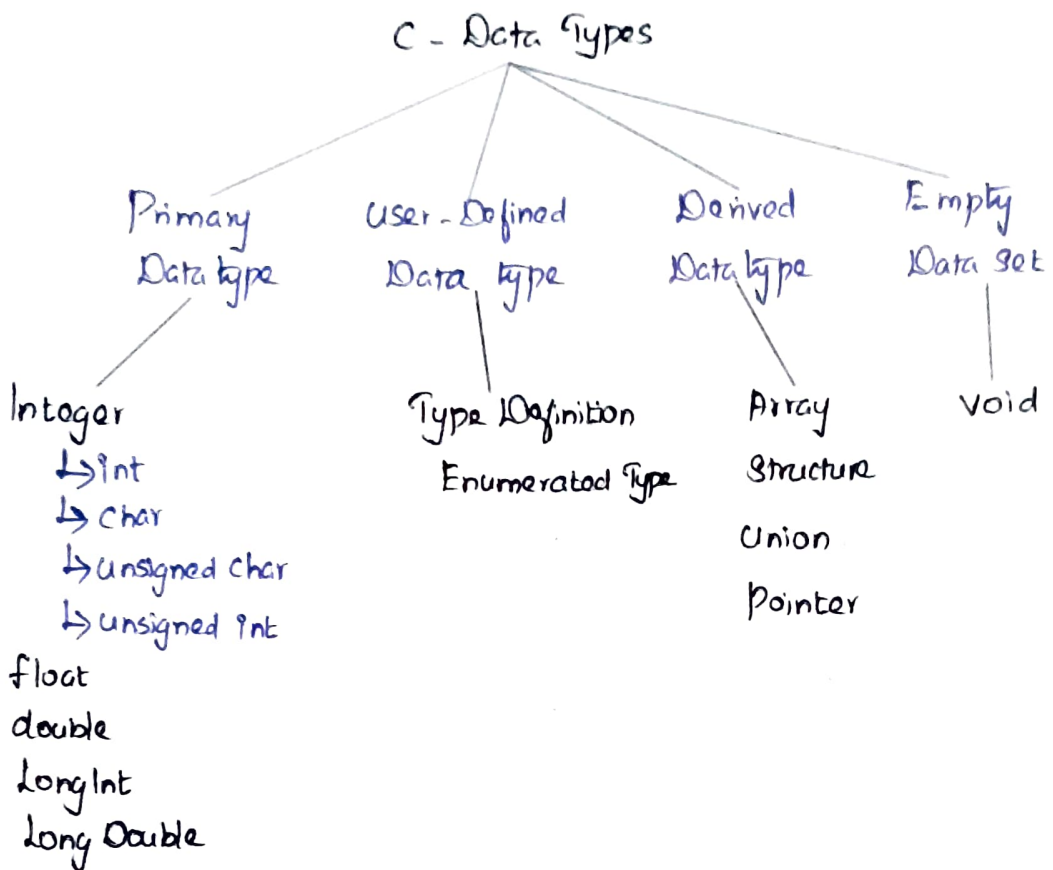 C - Data Types
Primary
Data type
User-Defined
Data type
Derived
Data type
Empty
Data Set
Integer
↳ int
↳ Char
↳ unsigned char
↳ unsigned int
float
double
Long Int
Long Double
Type Definition
Enumerated Type
Array
Structure
Union
Pointer
Void